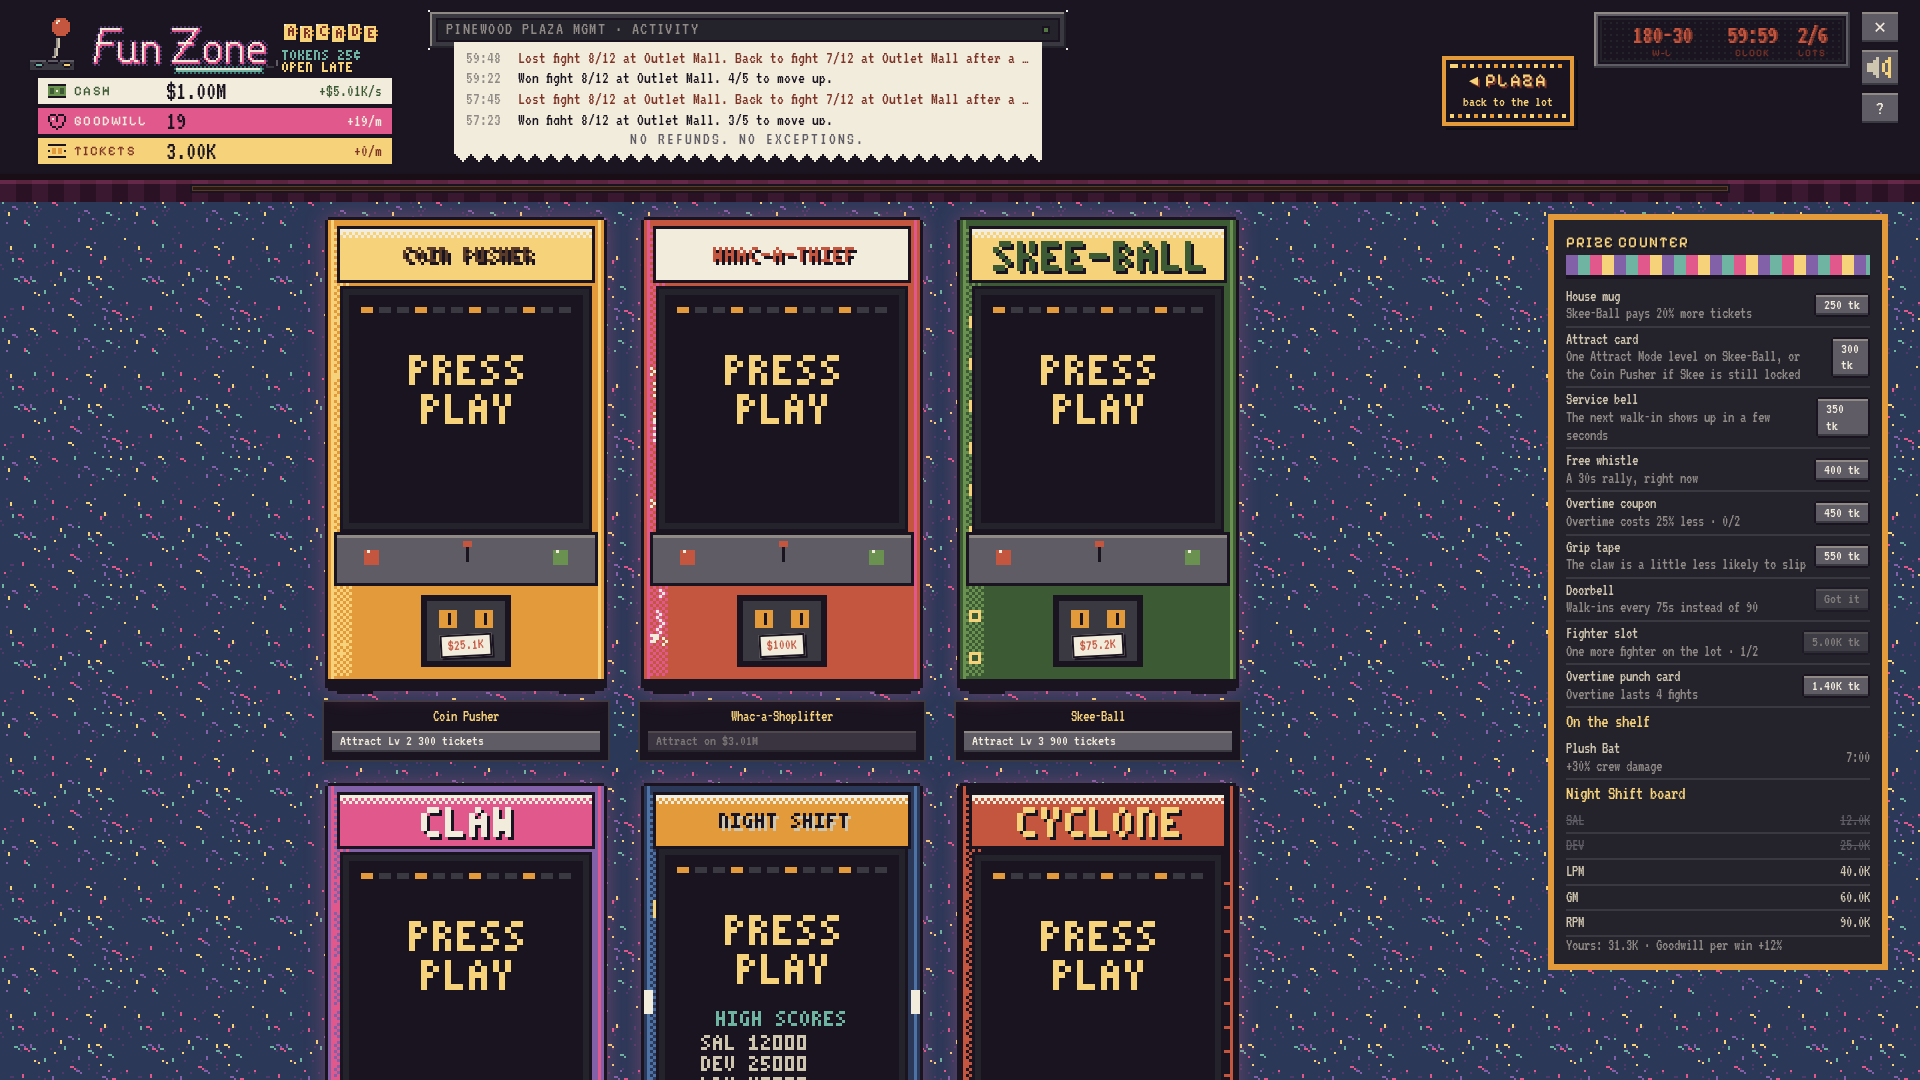 Fun Zone
ARCADE
TOKENS 25¢
OPEN LATE
CASH $1.00M +$5.01K/s
GOODWILL 19 +19/m
TICKETS 3.00K +0/m
PINEWOOD PLAZA MGMT · ACTIVITY
59:48 Lost fight 8/12 at Outlet Mall. Back to fight 7/12 at Outlet Mall after a …
59:22 Won fight 8/12 at Outlet Mall. 4/5 to move up.
57:45 Lost fight 8/12 at Outlet Mall. Back to fight 7/12 at Outlet Mall after a …
57:23 Won fight 8/12 at Outlet Mall. 3/5 to move up.
NO REFUNDS. NO EXCEPTIONS.
◀ PLAZA
back to the lot
180-30 59:59 2/6
W-L CLOCK LOTS
×
?
COIN PUSHER
PRESS
PLAY
$25.1K
Coin Pusher
Attract Lv 2 300 tickets
WHAC-A-THIEF
PRESS
PLAY
$100K
Whac-a-Shoplifter
Attract on $3.01M
SKEE-BALL
PRESS
PLAY
$75.2K
Skee-Ball
Attract Lv 3 900 tickets
CLAW
PRESS
PLAY
NIGHT SHIFT
PRESS
PLAY
HIGH SCORES
SAL 12000
DEV 25000
CYCLONE
PRESS
PLAY
PRIZE COUNTER
House mug
Skee-Ball pays 20% more tickets
250 tk
Attract card
One Attract Mode level on Skee-Ball, or
the Coin Pusher if Skee is still locked
300
tk
Service bell
The next walk-in shows up in a few
seconds
350
tk
Free whistle
A 30s rally, right now
400 tk
Overtime coupon
Overtime costs 25% less · 0/2
450 tk
Grip tape
The claw is a little less likely to slip
550 tk
Doorbell
Walk-ins every 75s instead of 90
Got it
Fighter slot
One more fighter on the lot · 1/2
5.00K tk
Overtime punch card
Overtime lasts 4 fights
1.40K tk
On the shelf
Plush Bat
+30% crew damage
7:00
Night Shift board
SAL 12.0K
DEV 25.0K
LPM 40.0K
GM 60.0K
RPM 90.0K
Yours: 31.3K · Goodwill per win +12%